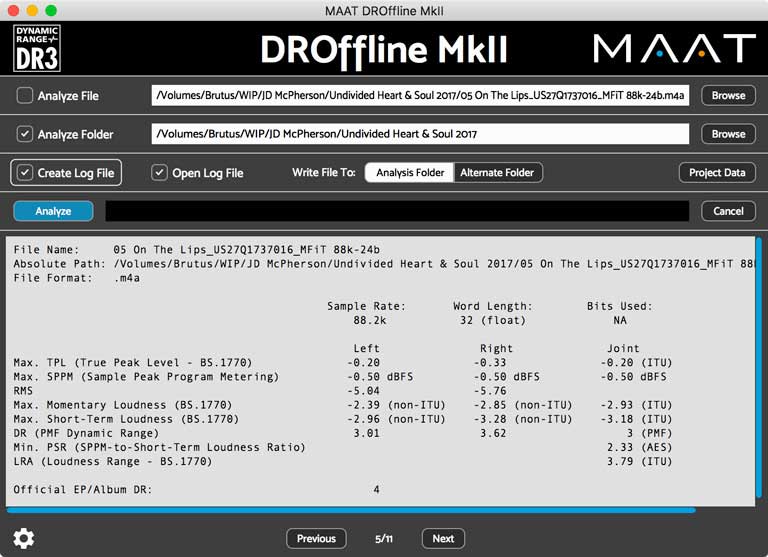 MAAT DROffline MkII
DYNAMIC
RANGE
DR3
DROffline MkII
MAAT
Analyze File
/Volumes/Brutus/WIP/JD McPherson/Undivided Heart & Soul 2017/05 On The Lips_US27Q1737016_MFiT 88k-24b.m4a
Browse
Analyze Folder
/Volumes/Brutus/WIP/JD McPherson/Undivided Heart & Soul 2017
Browse
Create Log File
Open Log File
Write File To:
Analysis Folder
Alternate Folder
Project Data
Analyze
Cancel
File Name: 05 On The Lips_US27Q1737016_MFiT 88k-24b
Absolute Path: /Volumes/Brutus/WIP/JD McPherson/Undivided Heart & Soul 2017/05 On The Lips_US27Q1737016_MFiT 88
File Format: .m4a
Sample Rate: Word Length: Bits Used:
88.2k 32 (float) NA
Left Right Joint
Max. TPL (True Peak Level - BS.1770) -0.20 -0.33 -0.20 (ITU)
Max. SPPM (Sample Peak Program Metering) -0.50 dBFS -0.50 dBFS -0.50 dBFS
RMS -5.04 -5.76
Max. Momentary Loudness (BS.1770) -2.39 (non-ITU) -2.85 (non-ITU) -2.93 (ITU)
Max. Short-Term Loudness (BS.1770) -2.96 (non-ITU) -3.28 (non-ITU) -3.18 (ITU)
DR (PMF Dynamic Range) 3.01 3.62 3 (PMF)
Min. PSR (SPPM-to-Short-Term Loudness Ratio) 2.33 (AES)
LRA (Loudness Range - BS.1770) 3.79 (ITU)
Official EP/Album DR: 4
Previous
5/11
Next